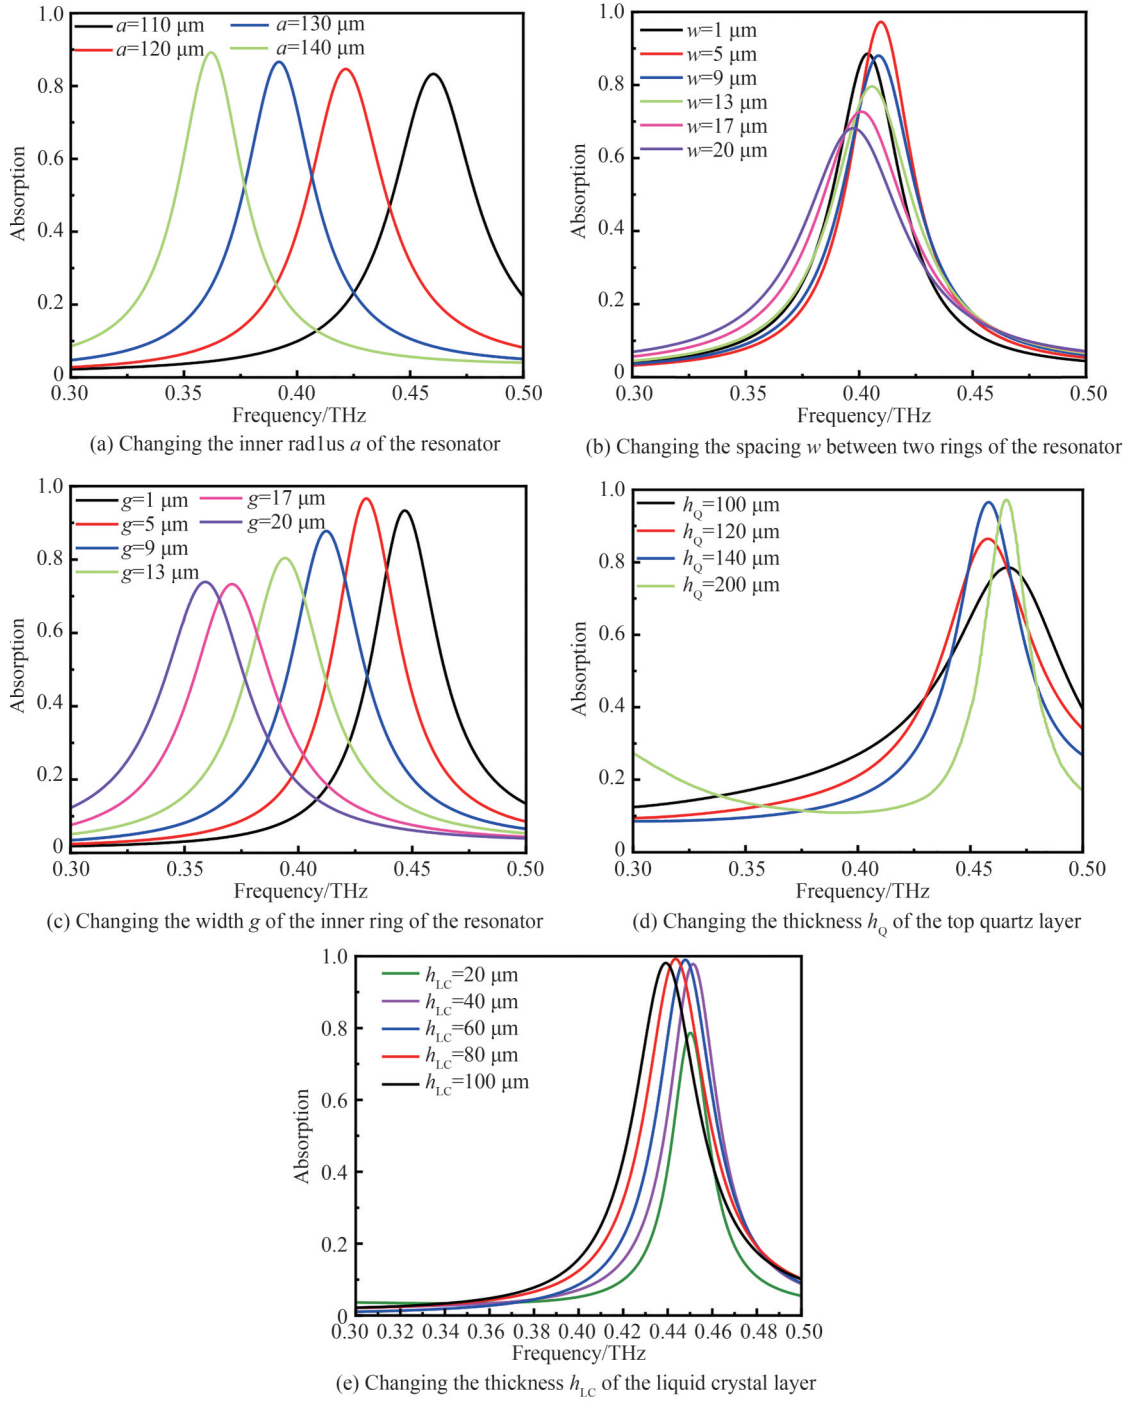 1.0
0.8
0.6
0.4
0.2
0
Absorption
a=110 μm
a=120 μm
a=130 μm
a=140 μm
0.30
0.35
0.40
0.45
0.50
Frequency/THz
(a) Changing the inner rad1us a of the resonator
1.0
0.8
0.6
0.4
0.2
0
Absorption
w=1 μm
w=5 μm
w=9 μm
w=13 μm
w=17 μm
w=20 μm
0.30
0.35
0.40
0.45
0.50
Frequency/THz
(b) Changing the spacing w between two rings of the resonator
1.0
0.8
0.6
0.4
0.2
0
Absorption
g=1 μm
g=5 μm
g=9 μm
g=13 μm
g=17 μm
g=20 μm
0.30
0.35
0.40
0.45
0.50
Frequency/THz
(c) Changing the width g of the inner ring of the resonator
1.0
0.8
0.6
0.4
0.2
0
Absorption
hQ=100 μm
hQ=120 μm
hQ=140 μm
hQ=200 μm
0.30
0.35
0.40
0.45
0.50
Frequency/THz
(d) Changing the thickness hQ of the top quartz layer
1.0
0.8
0.6
0.4
0.2
0
Absorption
hLC=20 μm
hLC=40 μm
hLC=60 μm
hLC=80 μm
hLC=100 μm
0.30
0.32
0.34
0.36
0.38
0.40
0.42
0.44
0.46
0.48
0.50
Frequency/THz
(e) Changing the thickness hLC of the liquid crystal layer